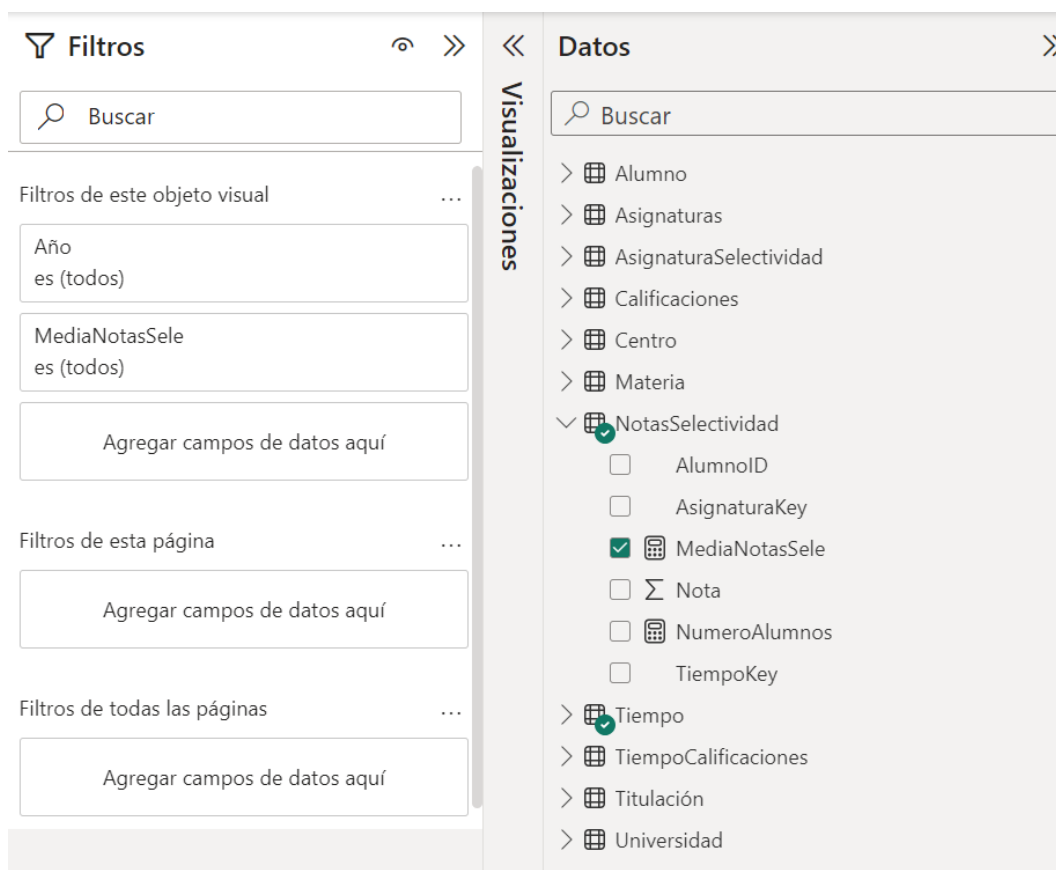 Filtros
Buscar
Filtros de este objeto visual
...
Año
es (todos)
MediaNotasSele
es (todos)
Agregar campos de datos aquí
Filtros de esta página
...
Agregar campos de datos aquí
Filtros de todas las páginas
...
Agregar campos de datos aquí
Visualizaciones
Datos
Buscar
Alumno
Asignaturas
AsignaturaSelectividad
Calificaciones
Centro
Materia
NotasSelectividad
AlumnoID
AsignaturaKey
MediaNotasSele
Nota
NumeroAlumnos
TiempoKey
Tiempo
TiempoCalificaciones
Titulación
Universidad